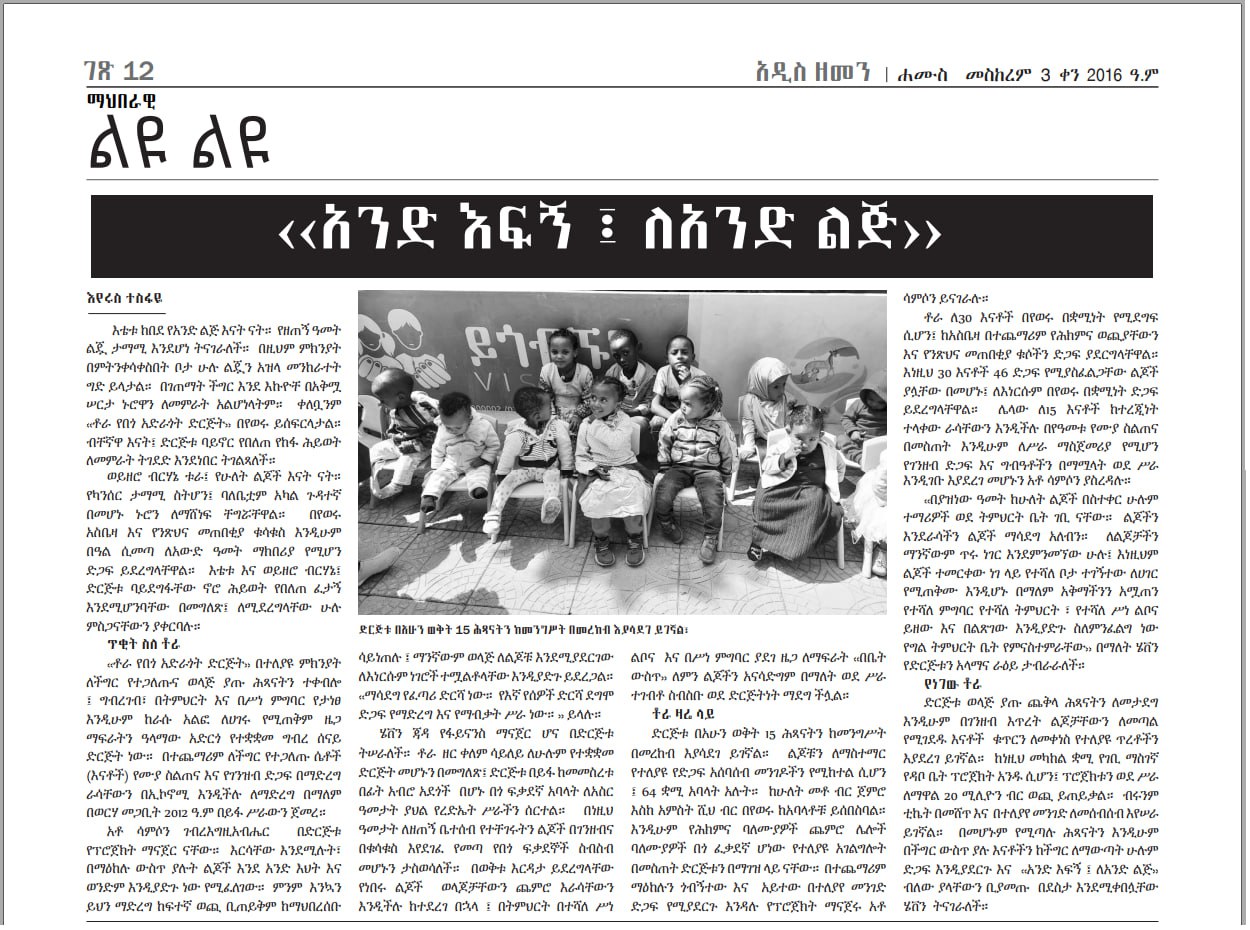 ገጽ 12
አዲስ ዘመን | ሐሙስ መስከረም 3 ቀን 2016 ዓ.ም
ማህበራዊ
ልዩ ልዩ
‹‹አንድ እፍኝ ፤ ለአንድ ልጅ››
እየሩስ ተስፋዬ
እቴቱ ከበደ የአንድ ልጅ እናት ናት። የዘጠኝ ዓመት
ልጇ ታማሚ እንደሆነ ትናገራለች። በዚህም ምክንያት
በምትንቀሳቀስበት ቦታ ሁሉ ልጇን አዝላ መንከራተት
ግድ ይላታል። በገጠማት ችግር እንደ እኩዮቿ በአቅሟ
ሠርታ ኑሮዋን ለመምራት አልሆነላትም። ቀለቧንም
«ቶራ የበጎ አድራጎት ድርጅት» በየወሩ ይሰፍርላታል።
ብቸኛዋ እናት፤ ድርጅቱ ባይኖር የበለጠ የከፋ ሕይወት
ለመምራት ትገደድ እንደነበር ትገልጻለች።
ወይዘሮ ብርሃኔ ቱራ፤ የሁለት ልጆች እናት ናት።
የካንሰር ታማሚ ስትሆን፤ ባለቤቷም አካል ጉዳተኛ
በመሆኑ ኑሮን ለማሸነፍ ቸግሯቸዋል። በየወሩ
አስቤዛ እና የንጽህና መጠበቂያ ቁሳቁስ እንዲሁም
በዓል ሲመጣ ለአውድ ዓመት ማክበሪያ የሚሆን
ድጋፍ ይደረግላቸዋል። እቴቱ እና ወይዘሮ ብርሃኔ፤
ድርጅቱ ባይደግፋቸው ኖሮ ሕይወት የበለጠ ፈታኝ
እንደሚሆንባቸው በመግለጽ፤ ለሚደረግላቸው ሁሉ
ምስጋናቸውን ያቀርባሉ።
ጥቂት ስለ ቶራ
«ቶራ የበጎ አድራጎት ድርጅት» በተለያዩ ምክንያት
ለችግር የተጋለጡና ወላጅ ያጡ ሕጻናትን ተቀብሎ
፤ ግብረገብ፣ በትምህርት እና በሥነ ምግባር የታነፀ
እንዲሁም ከራሱ አልፎ ለሀገሩ የሚጠቅም ዜጋ
ማፍራትን ዓላማው አድርጎ የተቋቋመ ግብረ ሰናይ
ድርጅት ነው። በተጨማሪም ለችግር የተጋለጡ ሴቶች
(እናቶች) የሙያ ስልጠና እና የገንዝብ ድጋፍ በማድረግ
ራሳቸውን በኢኮኖሚ እንዲችሉ ለማድረግ በማለም
በወርሃ መጋቢት 2012 ዓ.ም በይፋ ሥራውን ጀመረ።
አቶ ሳምሶን ገብረእግዚአብሔር በድርጅቱ
የፕሮጀክት ማናጀር ናቸው። እርሳቸው እንደሚሉት፣
በማዕከሉ ውስጥ ያሉት ልጆች እንደ አንድ እህት እና
ወንድም እንዲያድጉ ነው የሚፈለገው። ምንም እንኳን
ይህን ማድረግ ከፍተኛ ወጪ ቢጠይቅም ከማህበረሰቡ
ድርጅቱ በአሁን ወቅት 15 ሕጻናትን ከመንግሥት በመረከብ እያሳደገ ይገኛል፣
ሳይነጠሉ ፤ ማንኛውም ወላጅ ለልጆቹ እንደሚያደርገው
ለእነርሱም ነገሮች ተሟልቶላቸው እንዲያድጉ ይደረጋል።
«ማሳደግ የፈጣሪ ድርሻ ነው። የእኛ የሰዎች ድርሻ ደግሞ
ድጋፍ የማድረግ እና የማብቃት ሥራ ነው። » ይላሉ።
ሄቨን ጃዳ የፋይናንስ ማናጀር ሆና በድርጅቱ
ትሠራለች። ቶራ ዘር ቀለም ሳይለይ ለሁሉም የተቋቋመ
ድርጅት መሆኑን በመግለጽ፤ ድርጅቱ በይፋ ከመመስረቱ
በፊት አብሮ አደጎች በሆኑ በጎ ፍቃደኛ አባላት ለአስር
ዓመታት ያህል የረድኤት ሥራችን ሰርተል። በነዚህ
ዓመታት ለዘጠኝ ቤተሰብ የተቸገሩትን ልጆች በገንዘብና
በቁሳቁስ እየደገፈ የመጣ የበጎ ፍቃደኞች ስብስብ
መሆኑን ታስወሳለች። በወቅቱ እርዳታ ይደረግላቸው
የነበሩ ልጆች ወላጆቻቸውን ጨምሮ እራሳቸውን
እንዲችሉ ከተደረገ በኋላ ፤ በትምህርት በተሻለ ሥነ
ልቦና እና በሥነ ምግባር ያደገ ዜጋ ለማፍራት «በቤት
ውስጥ» ለምን ልጆችን አናሳድግም በማለት ወደ ሥራ
ተገብቶ ስብስቡ ወደ ድርጅትነት ማደግ ችሏል።
ቶራ ዛሬ ላይ
ድርጅቱ በአሁን ወቅት 15 ሕጻናትን ከመንግሥት
በመረከብ እያሳደገ ይገኛል። ልጆቹን ለማስተማር
የተለያዩ የድጋፍ አሰባሰብ መንገዶችን የሚከተል ሲሆን
፤ 64 ቋሚ አባላት አሉት። ከሁለት መቶ ብር ጀምሮ
እስከ አምስት ሺህ ብር በየወሩ ከአባላቶቹ ይሰበስባል።
እንዲሁም የሕክምና ባለሙያዎች ጨምሮ ሌሎች
ባለሙያዎች በጎ ፈቃደኛ ሆነው የተለያዩ አገልግሎት
በመስጠት ድርጅቱን በማገዝ ላይ ናቸው። በተጨማሪም
ማዕከሉን ጎብኝተው እና አይተው በተለያየ መንገድ
ድጋፍ የሚያደርጉ እንዳሉ የፕሮጀክት ማናጀሩ አቶ
ሳምሶን ይናገራሉ።
ቶራ ለ30 እናቶች በየወሩ በቋሚነት የሚደግፍ
ሲሆን፤ ከአስቤዛ በተጨማሪም የሕክምና ወጪያቸውን
እና የንጽህና መጠበቂያ ቁሶችን ድጋፍ ያደርግላቸዋል።
እነዚህ 30 እናቶች 46 ድጋፍ የሚያስፈልጋቸው ልጆች
ያሏቸው በመሆኑ፤ ለእነርሱም በየወሩ በቋሚነት ድጋፍ
ይደረግላቸዋል። ሌላው ለ15 እናቶች ከተረጂነት
ተላቀው ራሳቸውን እንዲችሉ በየዓመቱ የሙያ ስልጠና
በመስጠት እንዲሁም ለሥራ ማስጀመሪያ የሚሆን
የገንዘብ ድጋፍ እና ግብዓቶችን በማሟላት ወደ ሥራ
እንዲገቡ እያደረገ መሆኑን አቶ ሳምሶን ያስረዳሉ።
«በያዝነው ዓመት ከሁለት ልጆች በስተቀር ሁሉም
ተማሪዎች ወደ ትምህርት ቤት ገቢ ናቸው። ልጆችን
እንደራሳችን ልጆች ማሳደግ አለብን። ለልጆቻችን
ማንኛውም ጥሩ ነገር እንደምንመኘው ሁሉ፤ እነዚህም
ልጆች ተመርቀው ነገ ላይ የተሻለ ቦታ ተገኝተው ለሀገር
የሚጠቅሙ እንዲሆኑ በማለም አቅማችንን አሟጠን
የተሻለ ምግባር የተሻለ ትምህርት ፣ የተሻለ ሥነ ልቦና
ይዘው እና በልጽገው እንዲያድጉ ስለምንፈልግ ነው
የግል ትምህርት ቤት የምናስተምራቸው» በማለት ሄቨን
የድርጅቱን አላማና ራዕይ ታብራራለች።
የነገው ቶራ
ድርጅቱ ወላጅ ያጡ ጨቅላ ሕጻናትን ለመታደግ
እንዲሁም በገንዘብ እጥረት ልጆቻቸውን ለመጣል
የሚገደዱ እናቶች ቁጥርን ለመቀነስ የተለያዩ ጥረቶችን
እያደረገ ይገኛል። ከነዚህ መካከል ቋሚ የገቢ ማስገኛ
የዳቦ ቤት ፕሮጀክት አንዱ ሲሆን፤ ፕሮጀክቱን ወደ ሥራ
ለማዋል 20 ሚሊዮን ብር ወጪ ይጠይቃል። ብሩንም
ቲኬት በመሸጥ እና በተለያየ መንገድ ለመሰብሰብ እየሠራ
ይገኛል። በመሆኑም የሚጣሉ ሕጻናትን እንዲሁም
በችግር ውስጥ ያሉ እናቶችን ከችግር ለማውጣት ሁሉም
ድጋፍ እንዲያደርጉ እና «አንድ እፍኝ ፤ ለአንድ ልጅ»
ብለው ያላቸውን ቢያመጡ በደስታ እንደሚቀበሏቸው
ሄቨን ትናገራለች።